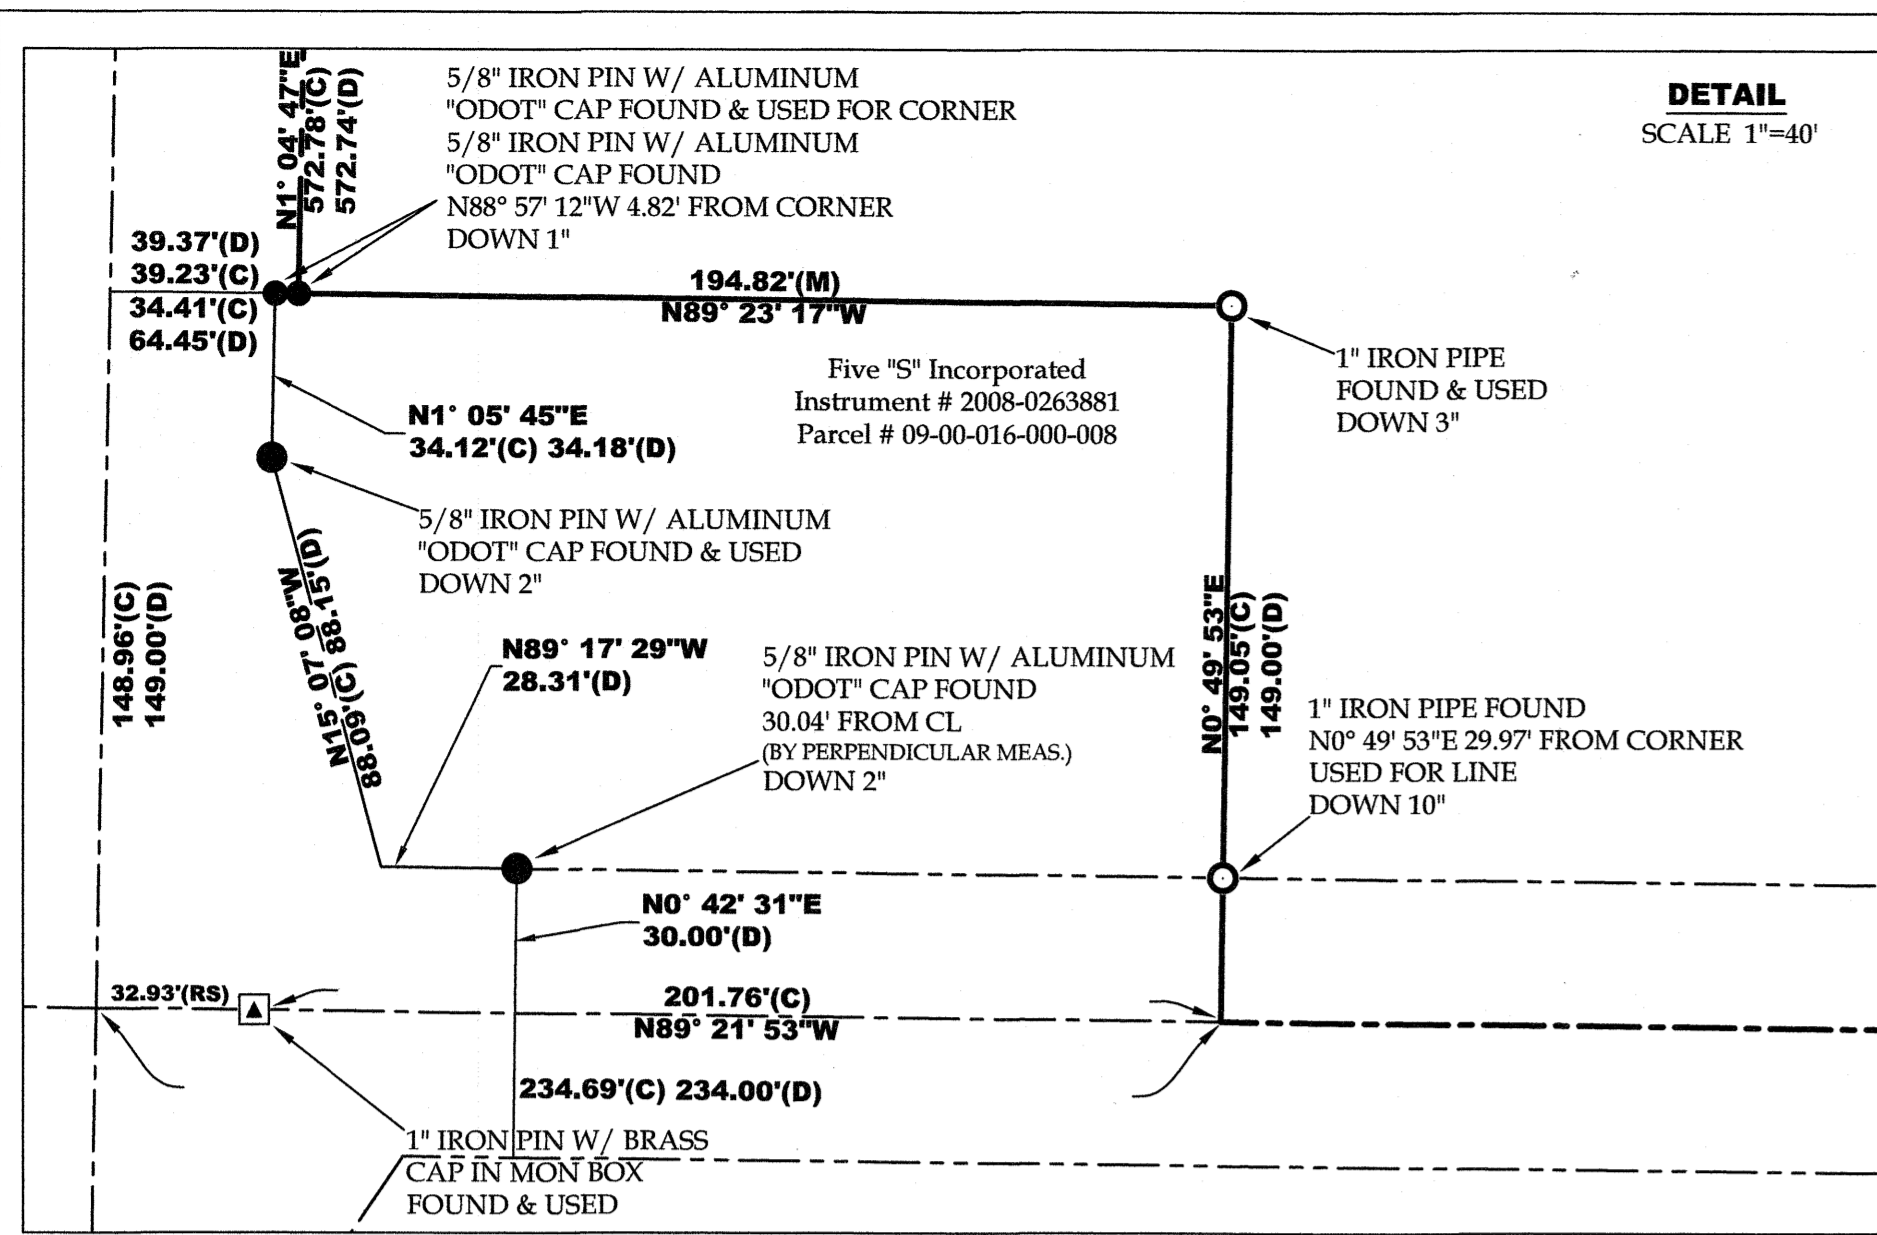 DETAIL
SCALE 1"=40'
N1° 04' 47"E
572.78'(C)
572.74'(D)
5/8" IRON PIN W/ ALUMINUM
"ODOT" CAP FOUND & USED FOR CORNER
5/8" IRON PIN W/ ALUMINUM
"ODOT" CAP FOUND
N88° 57' 12"W 4.82' FROM CORNER
DOWN 1"
39.37'(D)
39.23'(C)
34.41'(C)
64.45'(D)
194.82'(M)
N89° 23' 17"W
1" IRON PIPE
FOUND & USED
DOWN 3"
Five "S" Incorporated
Instrument # 2008-0263881
Parcel # 09-00-016-000-008
N1° 05' 45"E
34.12'(C) 34.18'(D)
5/8" IRON PIN W/ ALUMINUM
"ODOT" CAP FOUND & USED
DOWN 2"
148.96'(C)
149.00'(D)
N15° 07' 08"W
88.09'(C) 88.15'(D)
N89° 17' 29"W
28.31'(D)
5/8" IRON PIN W/ ALUMINUM
"ODOT" CAP FOUND
30.04' FROM CL
(BY PERPENDICULAR MEAS.)
DOWN 2"
N0° 49' 53"E
149.05'(C)
149.00'(D)
1" IRON PIPE FOUND
N0° 49' 53"E 29.97' FROM CORNER
USED FOR LINE
DOWN 10"
N0° 42' 31"E
30.00'(D)
32.93'(RS)
201.76'(C)
N89° 21' 53"W
234.69'(C) 234.00'(D)
1" IRON PIN W/ BRASS
CAP IN MON BOX
FOUND & USED